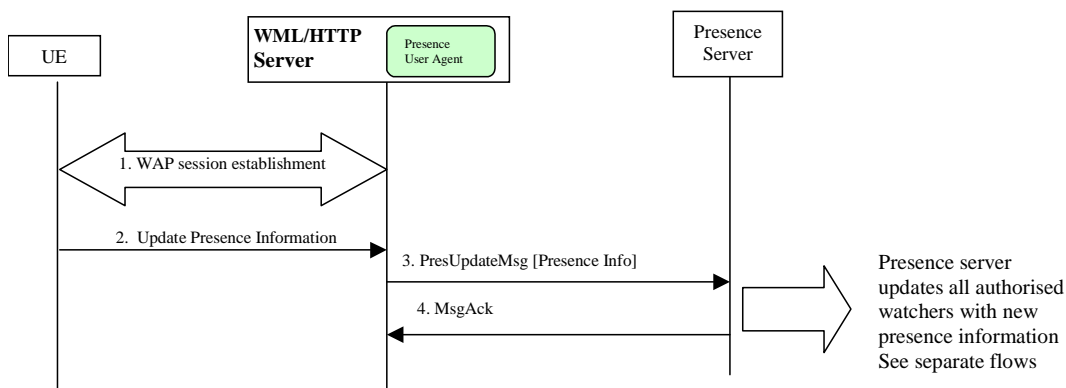 UE
WML/HTTP
Server
Presence
User Agent
Presence
Server
1. WAP session establishment
2. Update Presence Information
3. PresUpdateMsg [Presence Info]
4. MsgAck
Presence server
updates all authorised
watchers with new
presence information
See separate flows